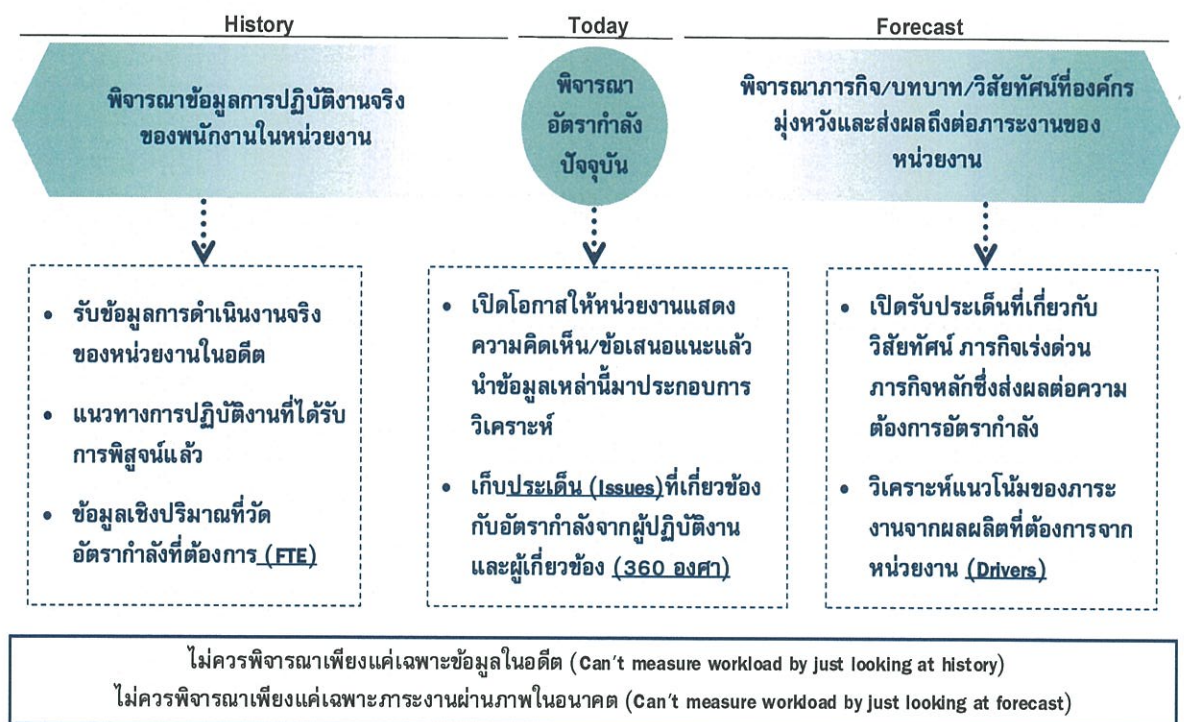 History
Today
Forecast
พิจารณาข้อมูลการปฏิบัติงานจริง
ของพนักงานในหน่วยงาน
พิจารณา
อัตรากำลัง
ปัจจุบัน
พิจารณาภารกิจ/บทบาท/วิสัยทัศน์ที่องค์กร
มุ่งหวังและส่งผลถึงต่อภาระงานของ
หน่วยงาน
• รับข้อมูลการดำเนินงานจริง
ของหน่วยงานในอดีต
• แนวทางการปฏิบัติงานที่ได้รับ
การพิสูจน์แล้ว
• ข้อมูลเชิงปริมาณที่วัด
อัตรากำลังที่ต้องการ (FTE)
• เปิดโอกาสให้หน่วยงานแสดง
ความคิดเห็น/ข้อเสนอแนะแล้ว
นำข้อมูลเหล่านี้มาประกอบการ
วิเคราะห์
• เก็บประเด็น (Issues)ที่เกี่ยวข้อง
กับอัตรากำลังจากผู้ปฏิบัติงาน
และผู้เกี่ยวข้อง (360 องศา)
• เปิดรับประเด็นที่เกี่ยวกับ
วิสัยทัศน์ ภารกิจเร่งด่วน
ภารกิจหลักซึ่งส่งผลต่อความ
ต้องการอัตรากำลัง
• วิเคราะห์แนวโน้มของภาระ
งานจากผลผลิตที่ต้องการจาก
หน่วยงาน (Drivers)
ไม่ควรพิจารณาเพียงแค่เฉพาะข้อมูลในอดีต (Can't measure workload by just looking at history)
ไม่ควรพิจารณาเพียงแค่เฉพาะภาระงานผ่านภาพในอนาคต (Can't measure workload by just looking at forecast)